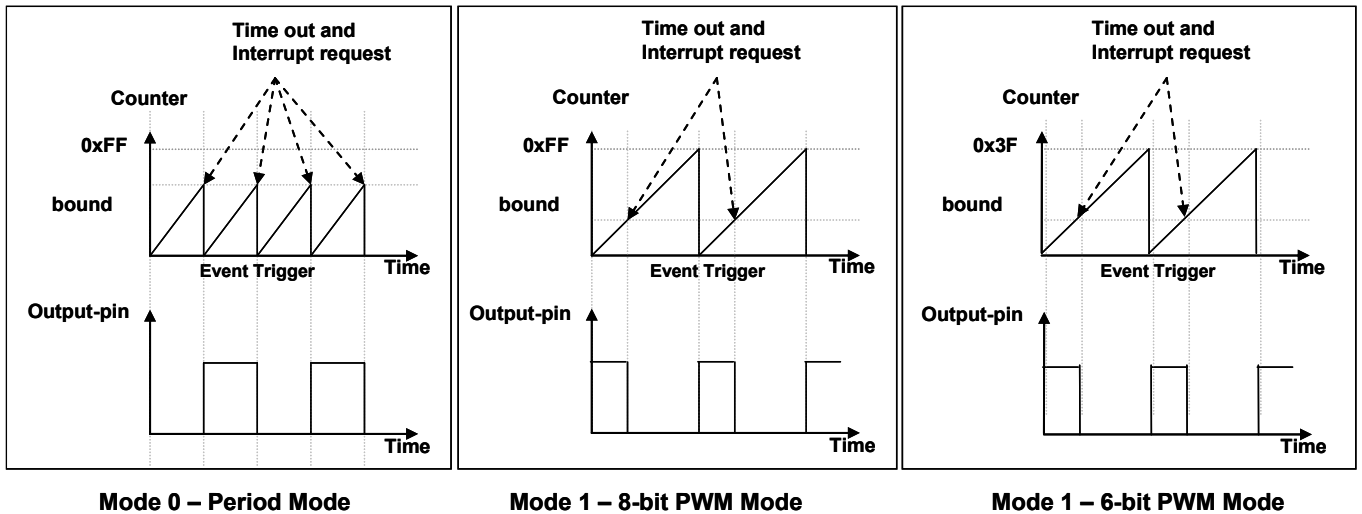 Time out and
Interrupt request
Counter
0xFF
bound
Event Trigger
Time
Output-pin
Time
Mode 0 – Period Mode
Time out and
Interrupt request
Counter
0xFF
bound
Event Trigger
Time
Output-pin
Time
Mode 1 – 8-bit PWM Mode
Time out and
Interrupt request
Counter
0x3F
bound
Event Trigger
Time
Output-pin
Time
Mode 1 – 6-bit PWM Mode